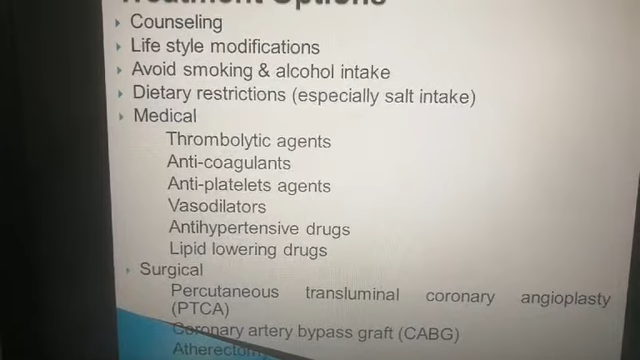 Treatment Options
Counseling
Life style modifications
Avoid smoking & alcohol intake
Dietary restrictions (especially salt intake)
Medical
Thrombolytic agents
Anti-coagulants
Anti-platelets agents
Vasodilators
Antihypertensive drugs
Lipid lowering drugs
Surgical
Percutaneous transluminal coronary angioplasty
(PTCA)
Coronary artery bypass graft (CABG)